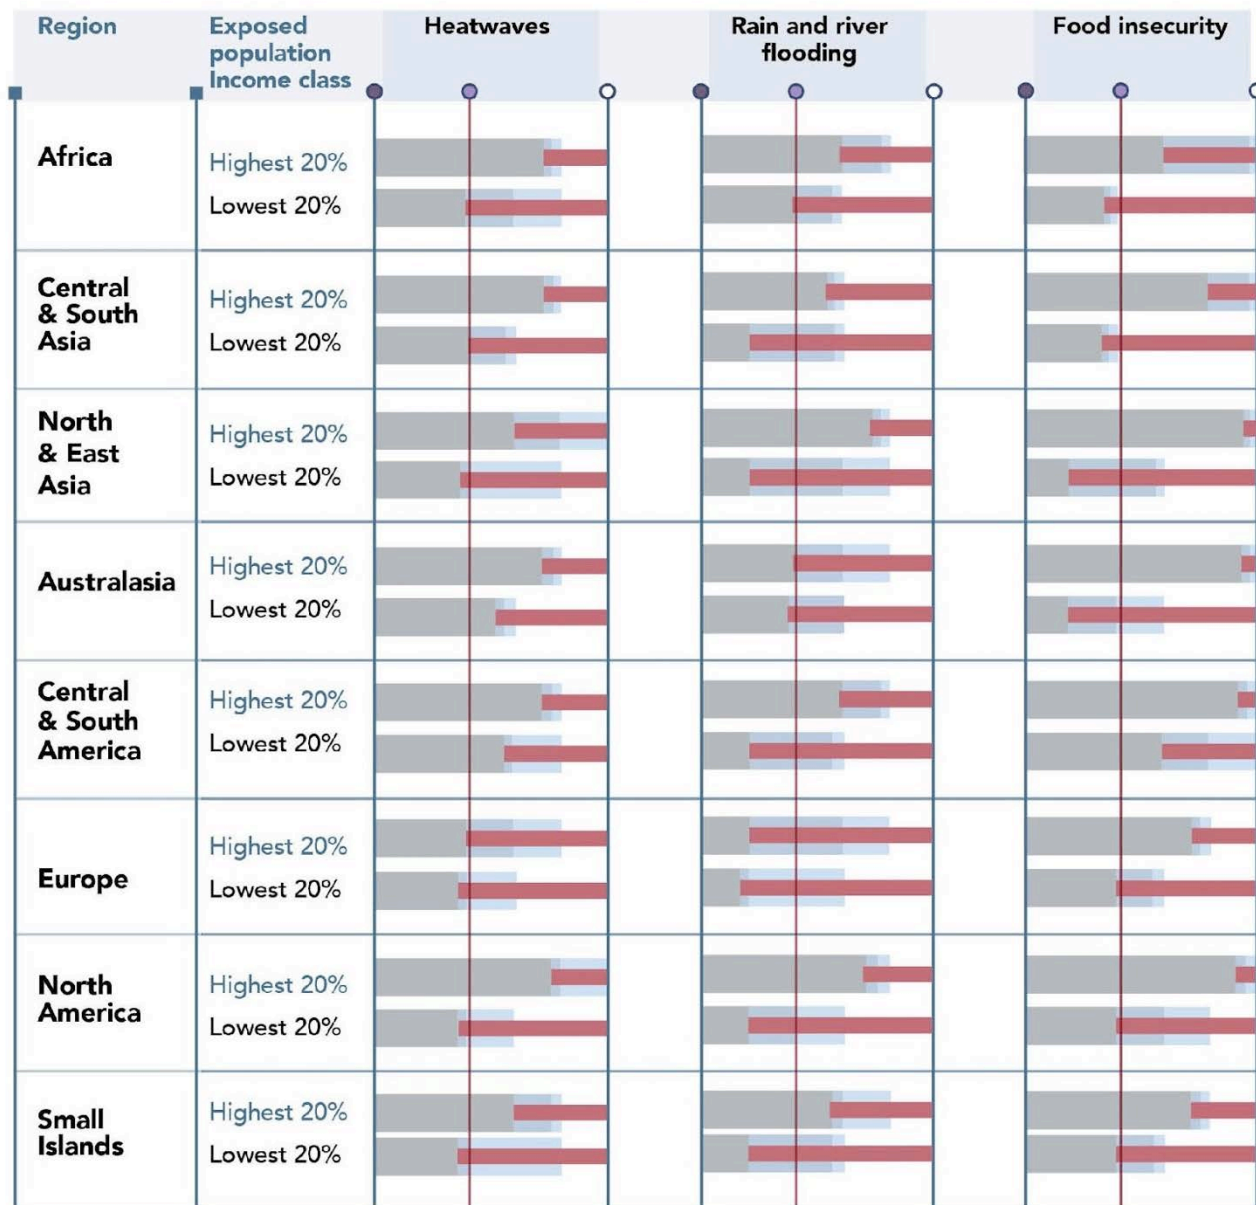 Region
Exposed
population
Income class
Heatwaves
Rain and river
flooding
Food insecurity
Africa
Highest 20%
Lowest 20%
Central
& South
Asia
Highest 20%
Lowest 20%
North
& East
Asia
Highest 20%
Lowest 20%
Australasia
Highest 20%
Lowest 20%
Central
& South
America
Highest 20%
Lowest 20%
Europe
Highest 20%
Lowest 20%
North
America
Highest 20%
Lowest 20%
Small
Islands
Highest 20%
Lowest 20%